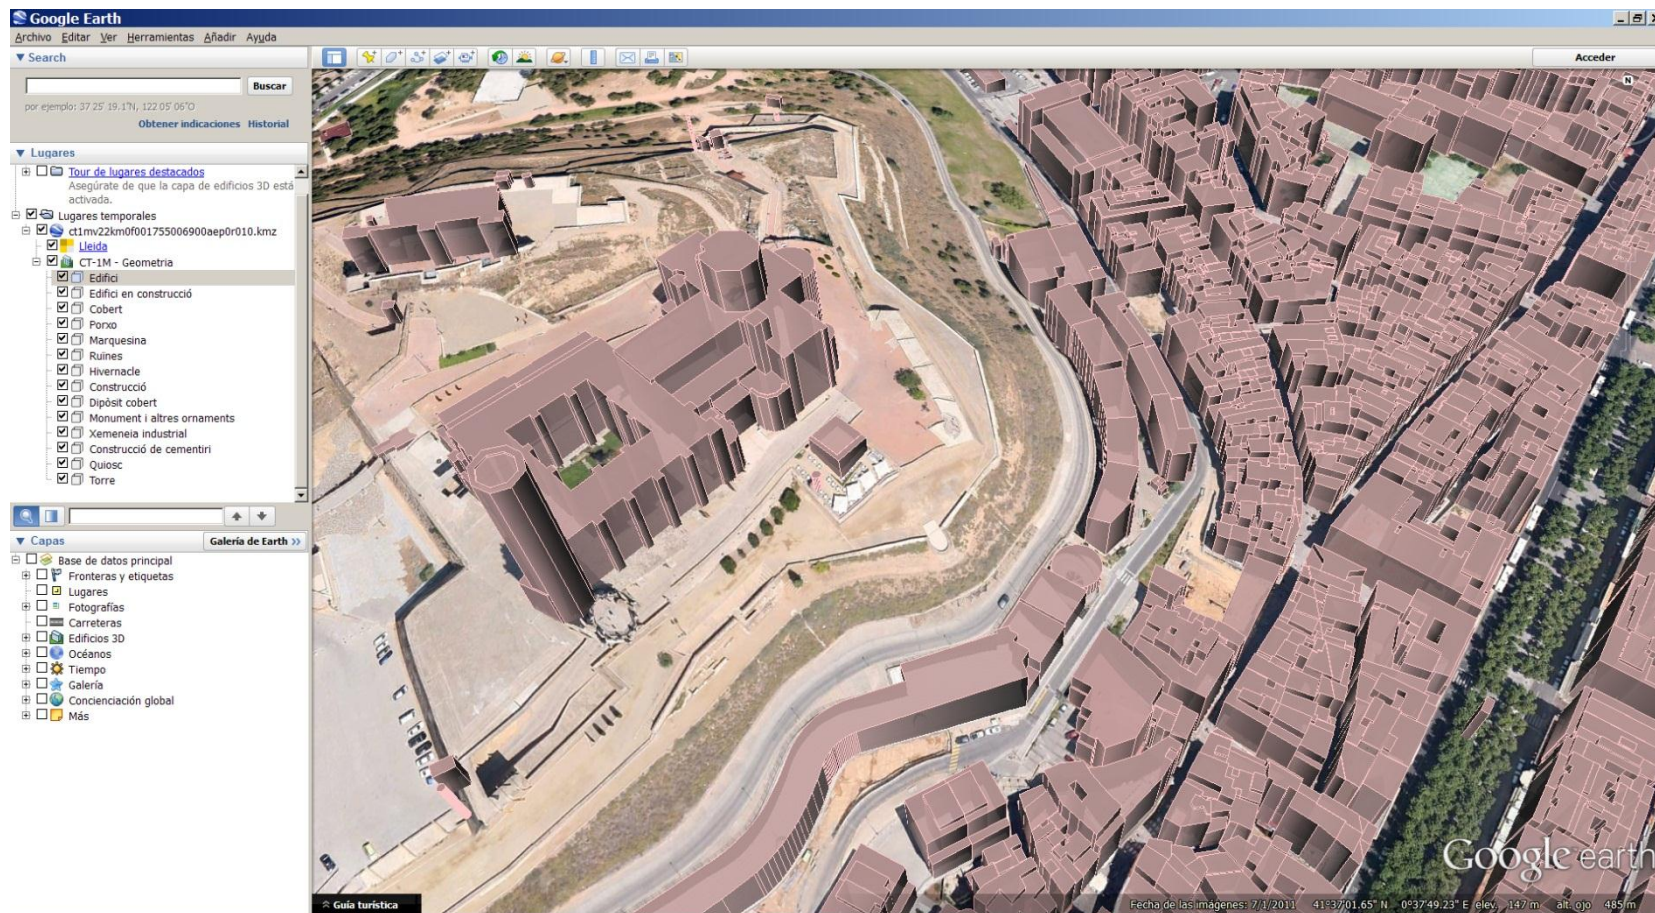 Google Earth
Archivo Editar Ver Herramientas Añadir Ayuda
Search
Buscar
por ejemplo: 37 25' 19.1"N, 122 05' 06"O
Obtener indicaciones Historial
Lugares
Tour de lugares destacados
Asegúrate de que la capa de edificios 3D está
activada.
Lugares temporales
ct1mv22km0f001755006900aep0r010.kmz
Lleida
CT-1M - Geometria
Edifici
Edifici en construcció
Cobert
Porxo
Marquesina
Ruïnes
Hivernacle
Construcció
Dipòsit cobert
Monument i altres ornaments
Xemeneia industrial
Construcció de cementiri
Quiosc
Torre
Capas
Galería de Earth >>
Base de datos principal
Fronteras y etiquetas
Lugares
Fotografías
Carreteras
Edificios 3D
Océanos
Tiempo
Galería
Concienciación global
Más
Acceder
N
Google earth
Guía turística
Fecha de las imágenes: 7/1/2011 41°37'01.65" N 0°37'49.23" E elev. 147 m alt. ojo 485 m